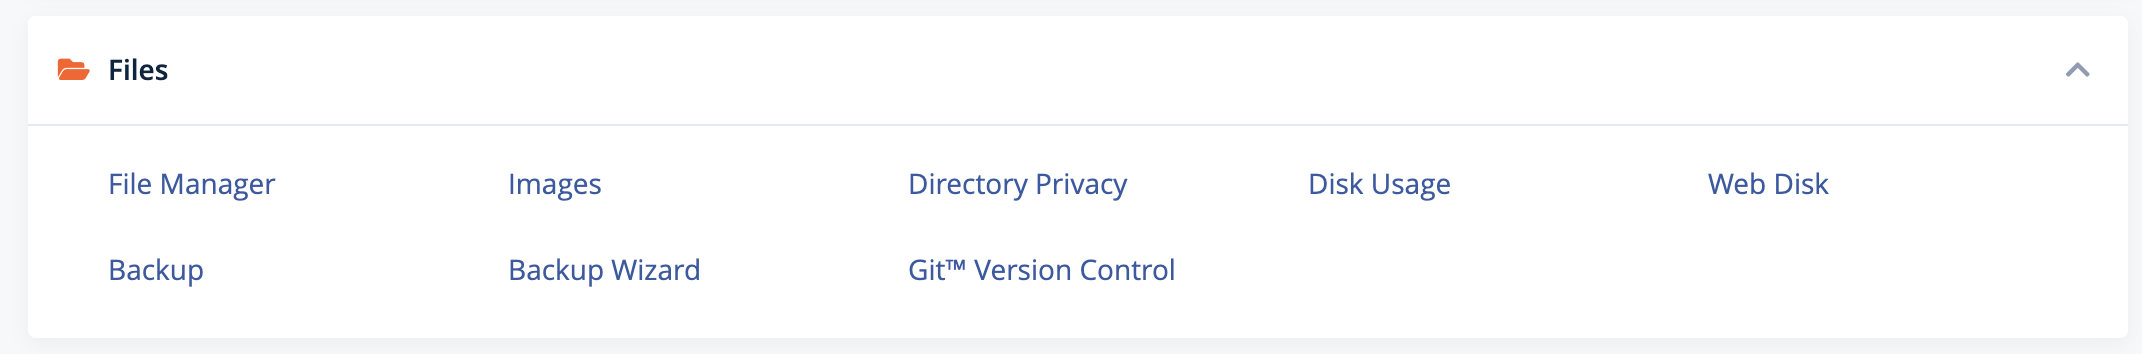 Files
File Manager Images Directory Privacy Disk Usage Web Disk
Backup Backup Wizard Git™ Version Control